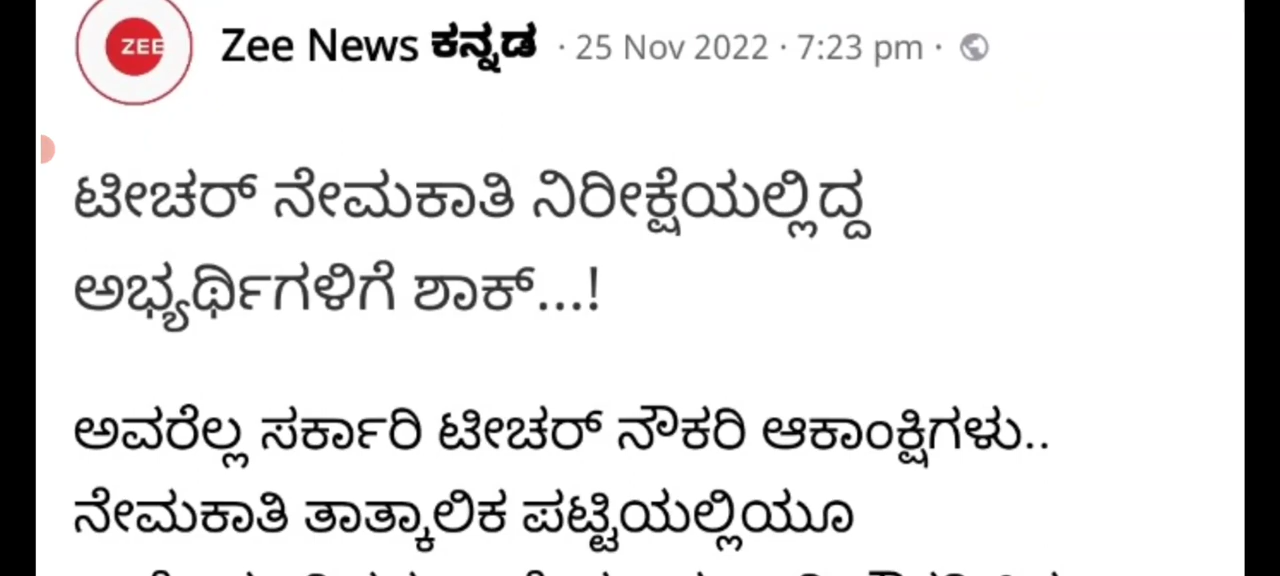 ZEE
Zee News ಕನ್ನಡ · 25 Nov 2022 · 7:23 pm ·
ಟೀಚರ್ ನೇಮಕಾತಿ ನಿರೀಕ್ಷೆಯಲ್ಲಿದ್ದ
ಅಭ್ಯರ್ಥಿಗಳಿಗೆ ಶಾಕ್...!
ಅವರೆಲ್ಲ ಸರ್ಕಾರಿ ಟೀಚರ್ ನೌಕರಿ ಆಕಾಂಕ್ಷಿಗಳು..
ನೇಮಕಾತಿ ತಾತ್ಕಾಲಿಕ ಪಟ್ಟಿಯಲ್ಲಿಯೂ